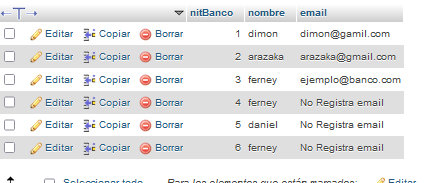 nitBanco nombre email
Editar Copiar Borrar 1 dimon dimon@gamil.com
Editar Copiar Borrar 2 arazaka arazaka@gmail.com
Editar Copiar Borrar 3 ferney ejemplo@banco.com
Editar Copiar Borrar 4 ferney No Registra email
Editar Copiar Borrar 5 daniel No Registra email
Editar Copiar Borrar 6 ferney No Registra email
Seleccionar todo Para los elementos que están marcados: Editar